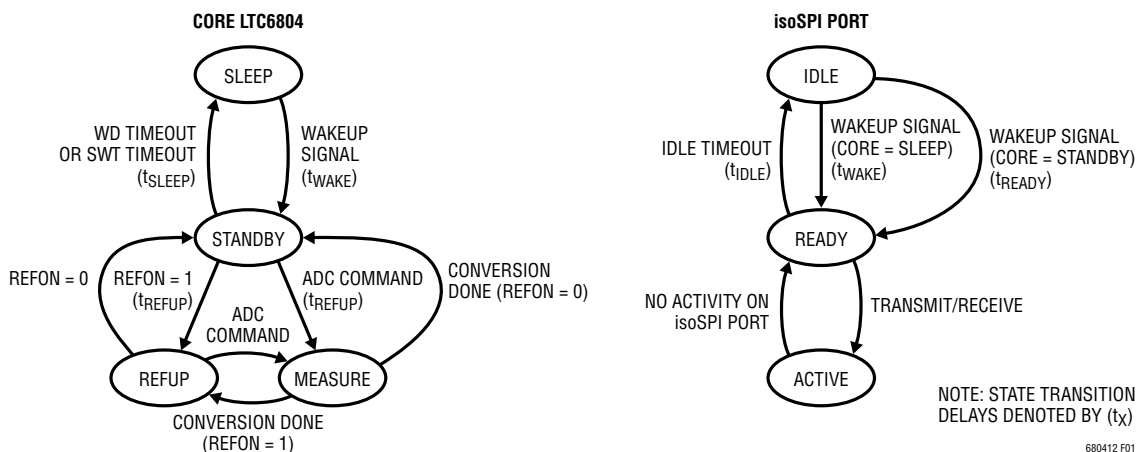 CORE LTC6804
SLEEP
WD TIMEOUT
OR SWT TIMEOUT
(tSLEEP)
WAKEUP
SIGNAL
(tWAKE)
STANDBY
REFON = 0
REFON = 1
(tREFUP)
ADC COMMAND
(tREFUP)
CONVERSION
DONE (REFON = 0)
ADC
COMMAND
REFUP
MEASURE
CONVERSION DONE
(REFON = 1)
isoSPI PORT
IDLE
IDLE TIMEOUT
(tIDLE)
WAKEUP SIGNAL
(CORE = SLEEP)
(tWAKE)
WAKEUP SIGNAL
(CORE = STANDBY)
(tREADY)
READY
NO ACTIVITY ON
isoSPI PORT
TRANSMIT/RECEIVE
ACTIVE
NOTE: STATE TRANSITION
DELAYS DENOTED BY (tX)
680412 F01